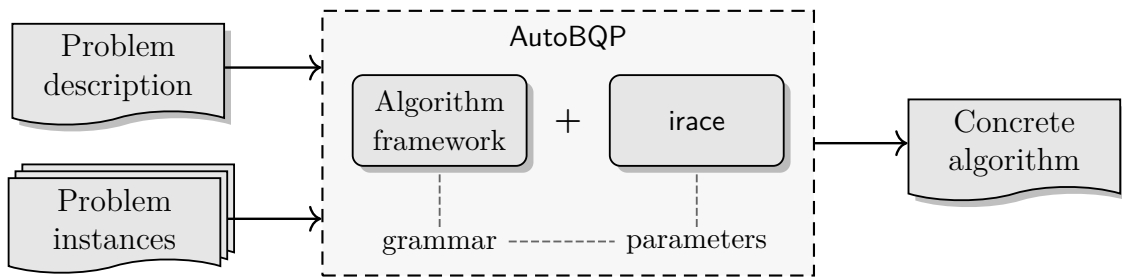 Problem
description
Problem
instances
AutoBQP
Algorithm
framework
+
irace
grammar
parameters
Concrete
algorithm